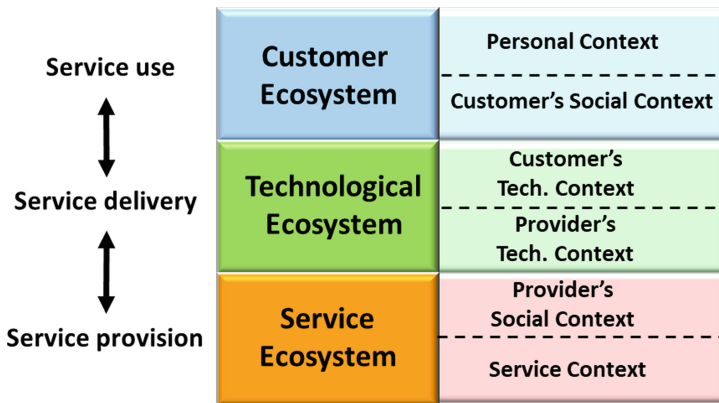 Service use
Customer
Ecosystem
Personal Context
Customer's Social Context
Service delivery
Technological
Ecosystem
Customer's
Tech. Context
Provider's
Tech. Context
Service provision
Service
Ecosystem
Provider's
Social Context
Service Context